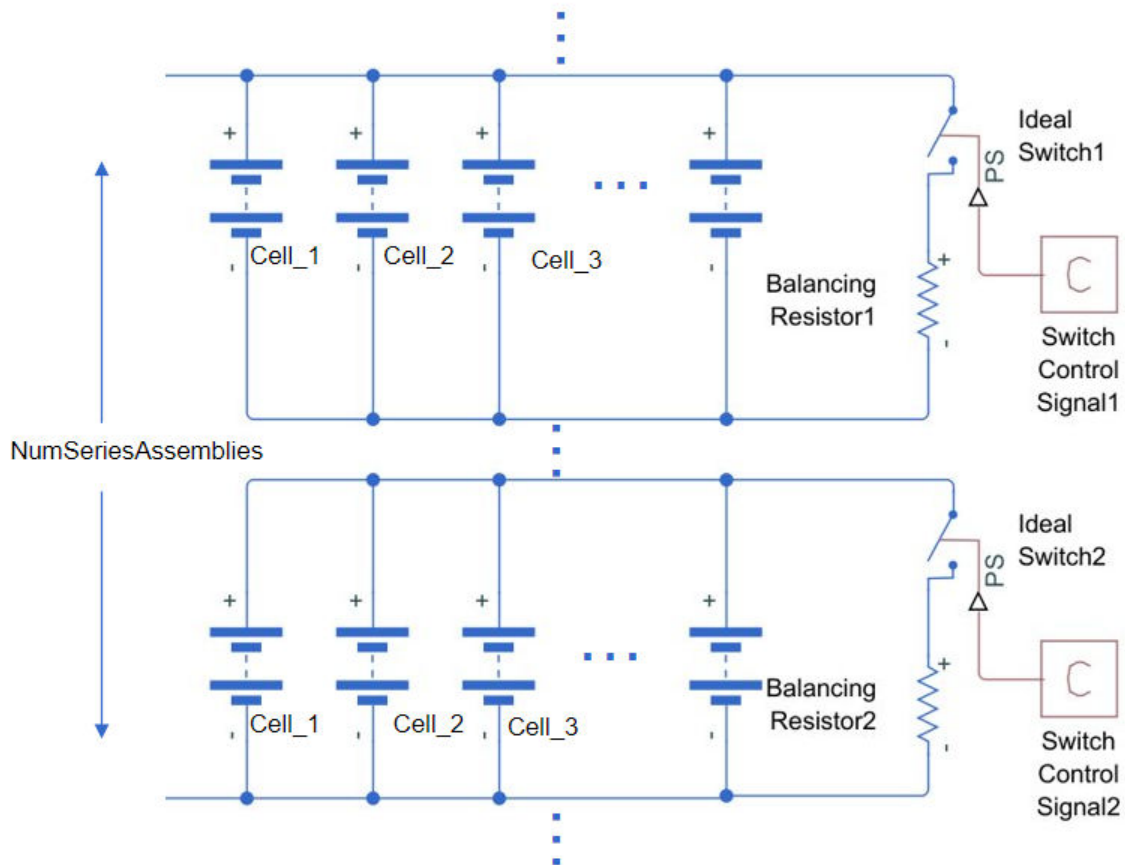 +
+
+
+
Ideal
Switch1
PS
Cell_1
Cell_2
Cell_3
-
-
-
-
Balancing
Resistor1
+
-
C
Switch
Control
Signal1
NumSeriesAssemblies
Ideal
Switch2
PS
+
+
+
+
Cell_1
Cell_2
Cell_3
-
-
-
-
Balancing
Resistor2
+
-
C
Switch
Control
Signal2